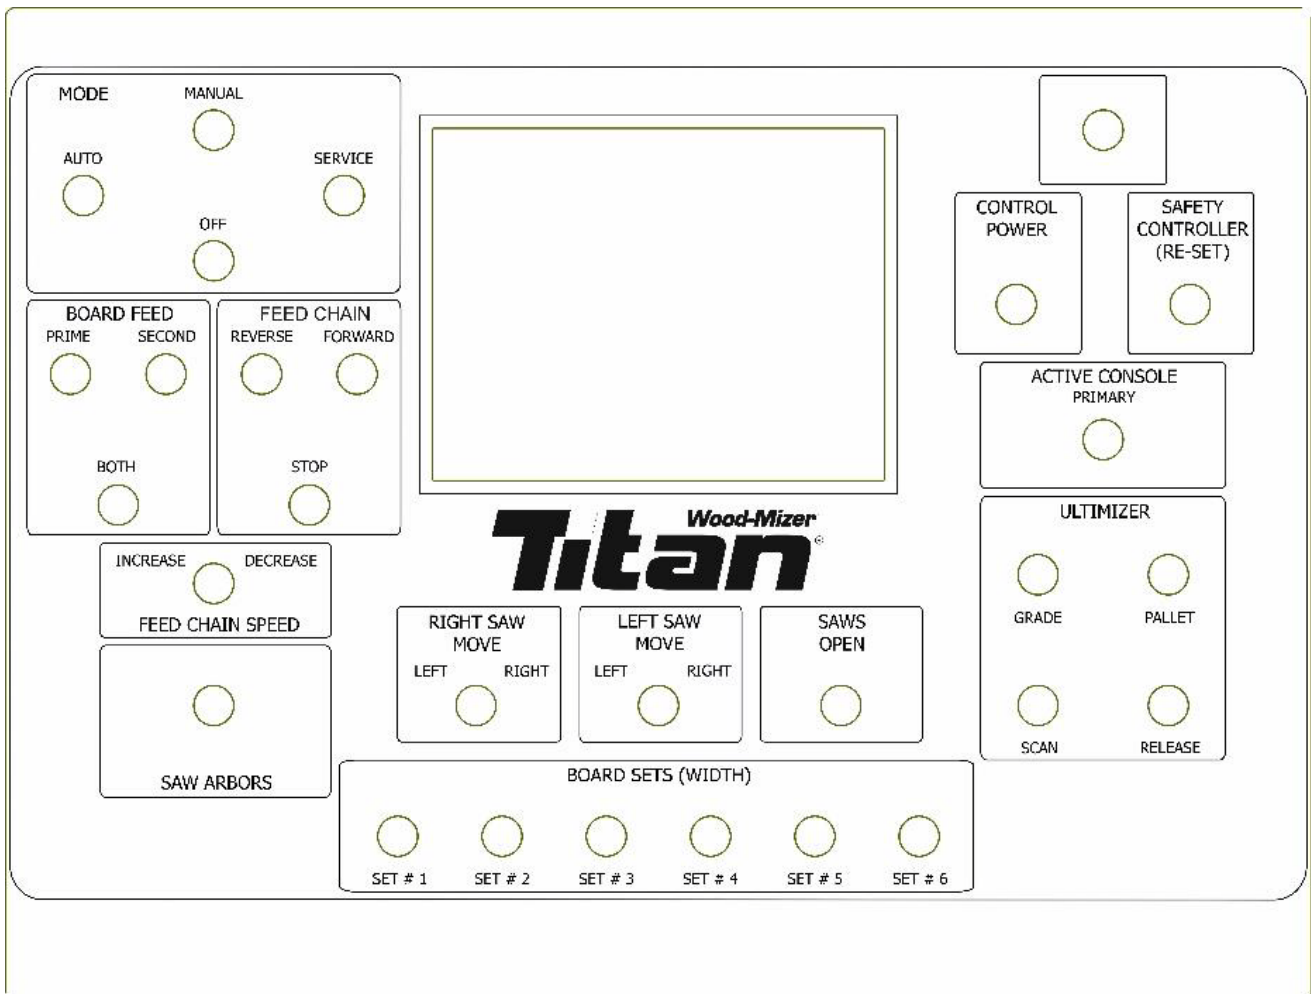 MODE
MANUAL
AUTO
SERVICE
OFF
BOARD FEED
PRIME SECOND
BOTH
FEED CHAIN
REVERSE FORWARD
STOP
INCREASE DECREASE
FEED CHAIN SPEED
SAW ARBORS
Wood-Mizer
Titan®
RIGHT SAW
MOVE
LEFT RIGHT
LEFT SAW
MOVE
LEFT RIGHT
SAWS
OPEN
BOARD SETS (WIDTH)
SET # 1 SET # 2 SET # 3 SET # 4 SET # 5 SET # 6
CONTROL
POWER
SAFETY
CONTROLLER
(RE-SET)
ACTIVE CONSOLE
PRIMARY
ULTIMIZER
GRADE PALLET
SCAN RELEASE